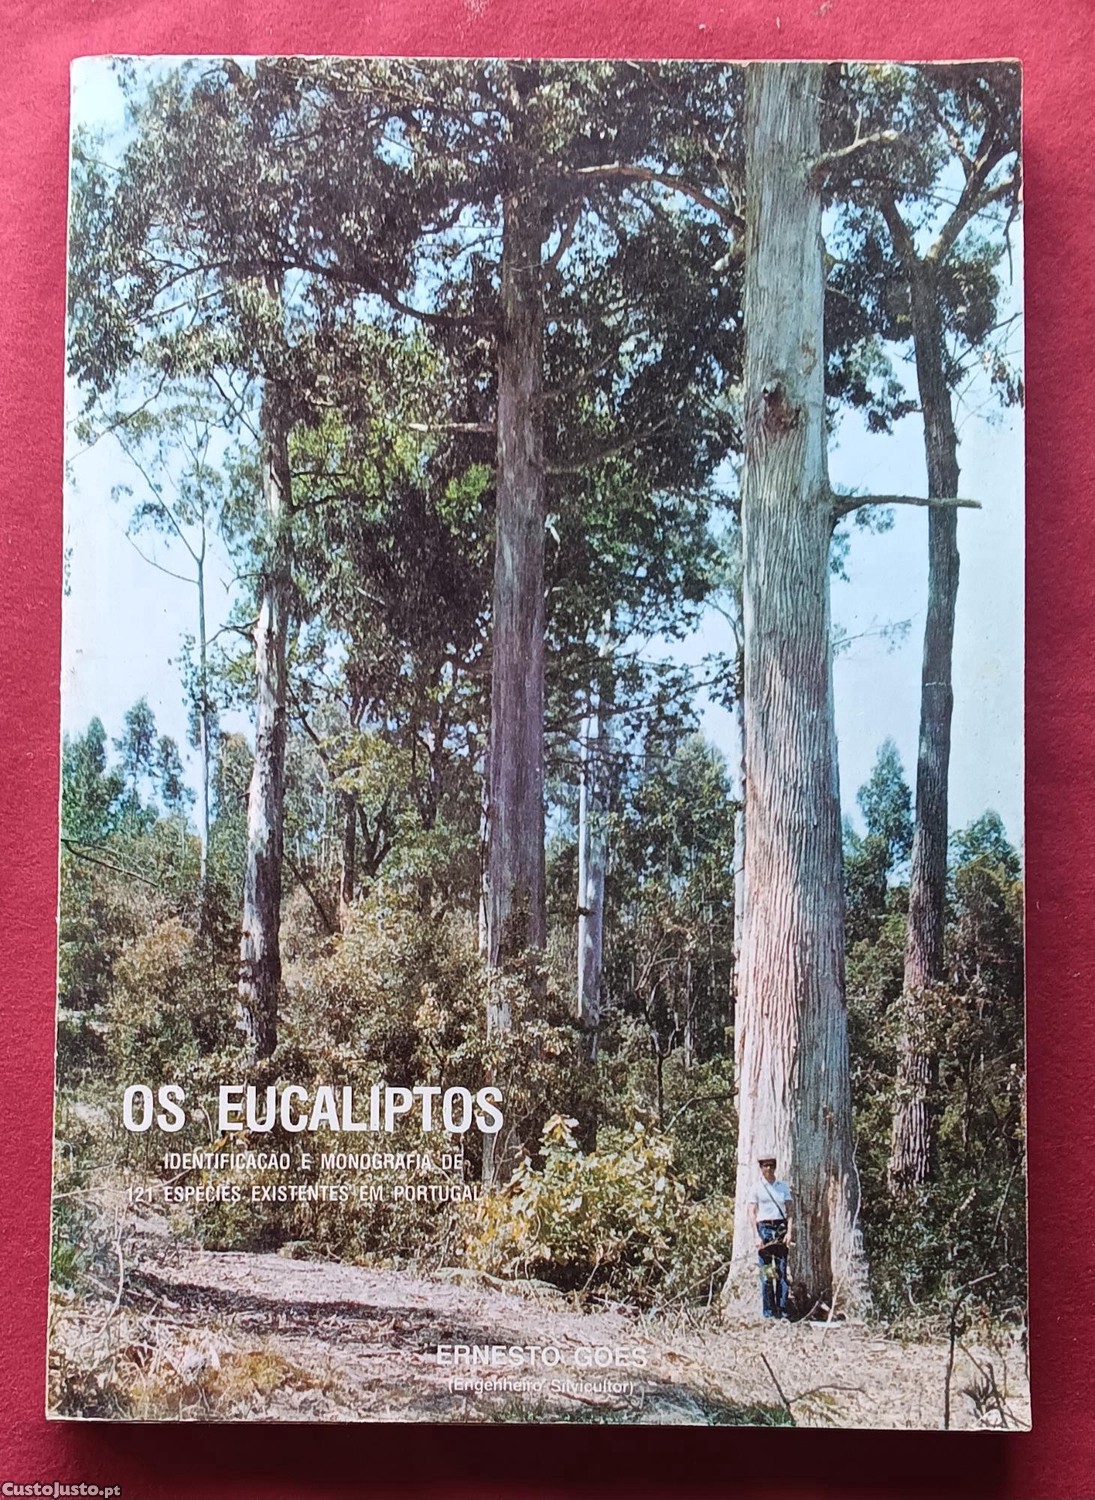 OS EUCALIPTOS
IDENTIFICAÇÃO E MONOGRAFIA DE
121 ESPÉCIES EXISTENTES EM PORTUGAL
ERNESTO GOES
(Engenheiro Silvicultor)
CustoJusto.pt